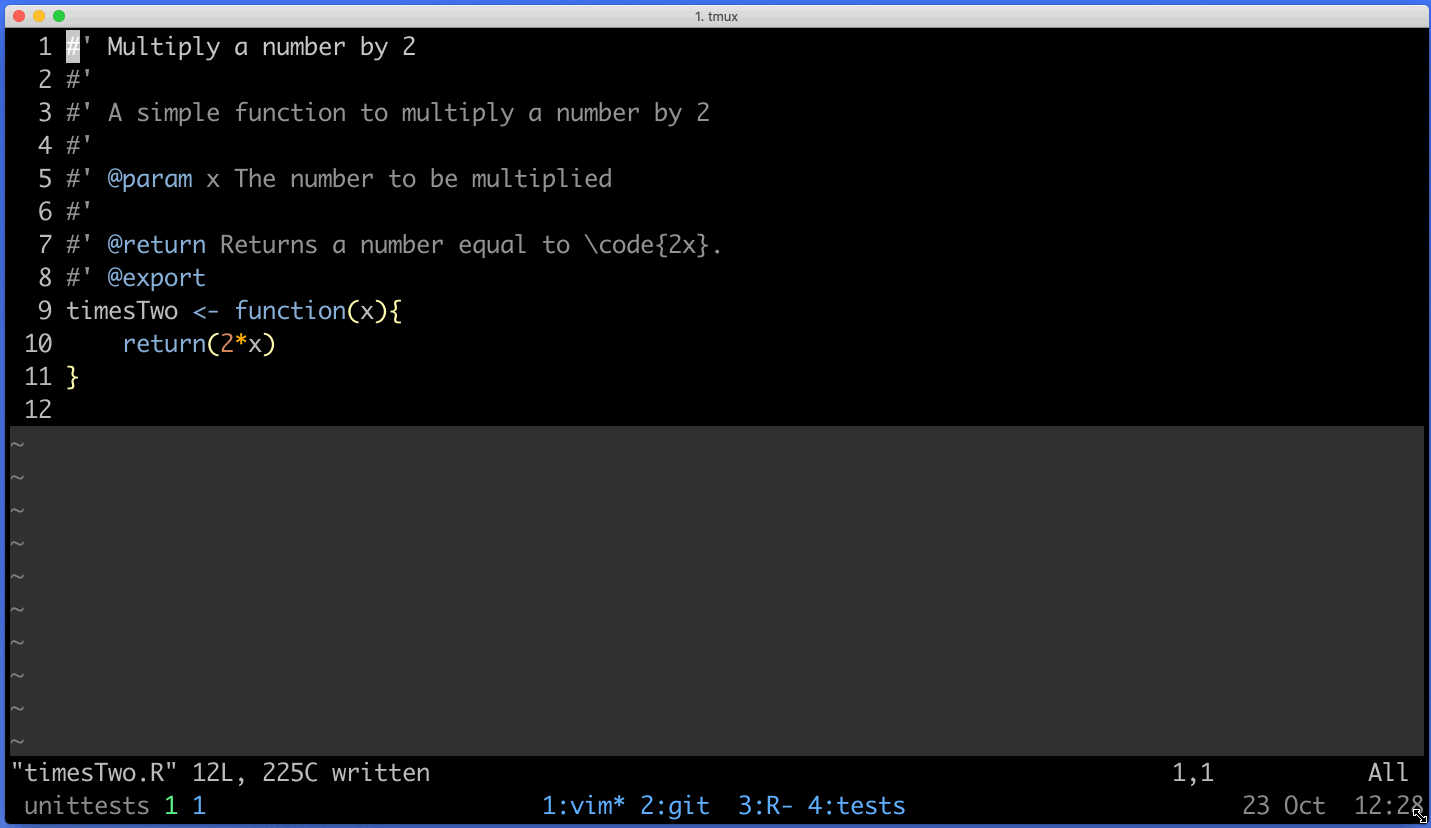 1. tmux
1 #' Multiply a number by 2
2 #'
3 #' A simple function to multiply a number by 2
4 #'
5 #' @param x The number to be multiplied
6 #'
7 #' @return Returns a number equal to \code{2x}.
8 #' @export
9 timesTwo <- function(x){
10     return(2*x)
11 }
12
~
~
~
~
~
~
~
~
~
~
"timesTwo.R" 12L, 225C written 1,1 All
unittests 1 1 1:vim* 2:git 3:R- 4:tests 23 Oct 12:28